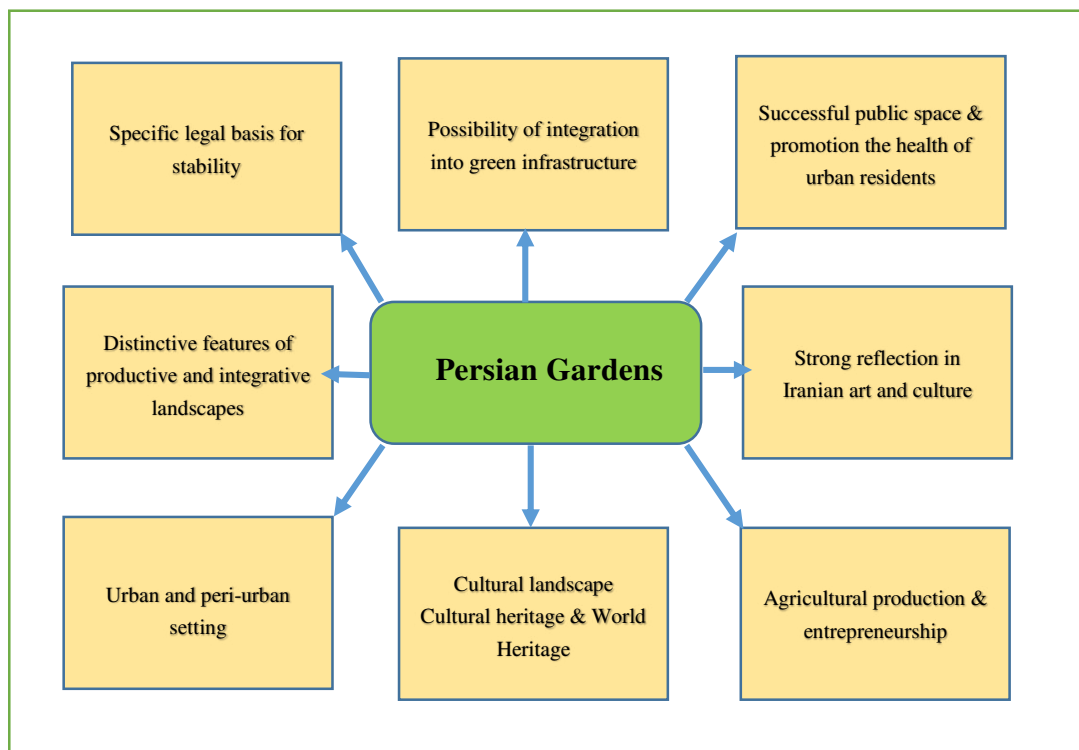 Specific legal basis for
stability
Possibility of integration
into green infrastructure
Successful public space &
promotion the health of
urban residents
Distinctive features of
productive and integrative
landscapes
Persian Gardens
Strong reflection in
Iranian art and culture
Urban and peri-urban
setting
Cultural landscape
Cultural heritage & World
Heritage
Agricultural production &
entrepreneurship